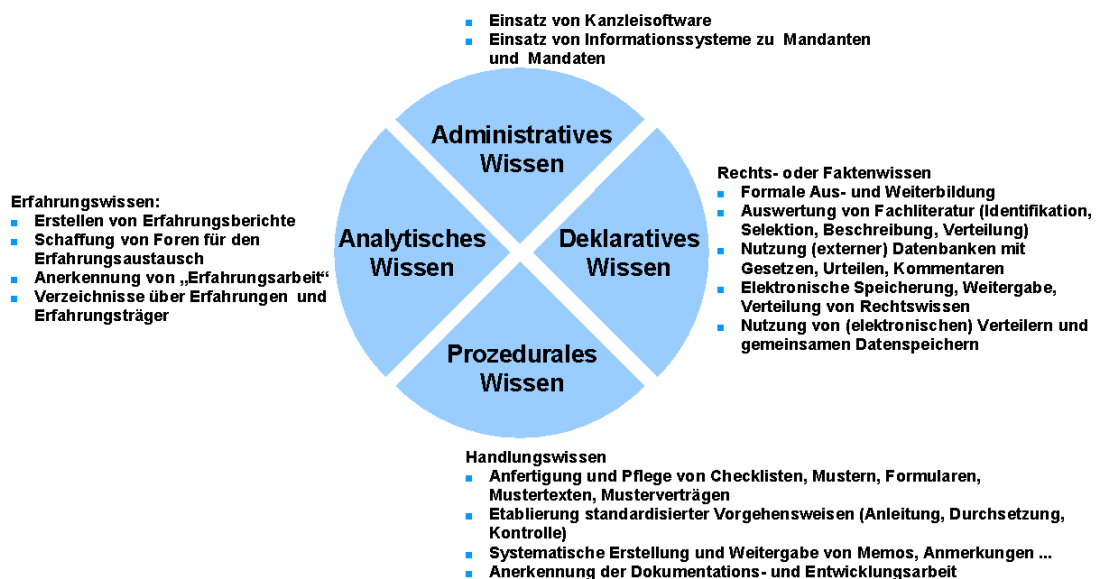 Einsatz von Kanzleisoftware
Einsatz von Informationssysteme zu Mandanten
und Mandaten
Administratives
Wissen
Erfahrungswissen:
Erstellen von Erfahrungsberichte
Schaffung von Foren für den
Erfahrungsaustausch
Anerkennung von „Erfahrungsarbeit“
Verzeichnisse über Erfahrungen und
Erfahrungsträger
Analytisches
Wissen
Deklaratives
Wissen
Rechts- oder Faktenwissen
Formale Aus- und Weiterbildung
Auswertung von Fachliteratur (Identifikation,
Selektion, Beschreibung, Verteilung)
Nutzung (externer) Datenbanken mit
Gesetzen, Urteilen, Kommentaren
Elektronische Speicherung, Weitergabe,
Verteilung von Rechtswissen
Nutzung von (elektronischen) Verteilern und
gemeinsamen Datenspeichern
Prozedurales
Wissen
Handlungswissen
Anfertigung und Pflege von Checklisten, Mustern, Formularen,
Mustertexten, Musterverträgen
Etablierung standardisierter Vorgehensweisen (Anleitung, Durchsetzung,
Kontrolle)
Systematische Erstellung und Weitergabe von Memos, Anmerkungen ...
Anerkennung der Dokumentations- und Entwicklungsarbeit